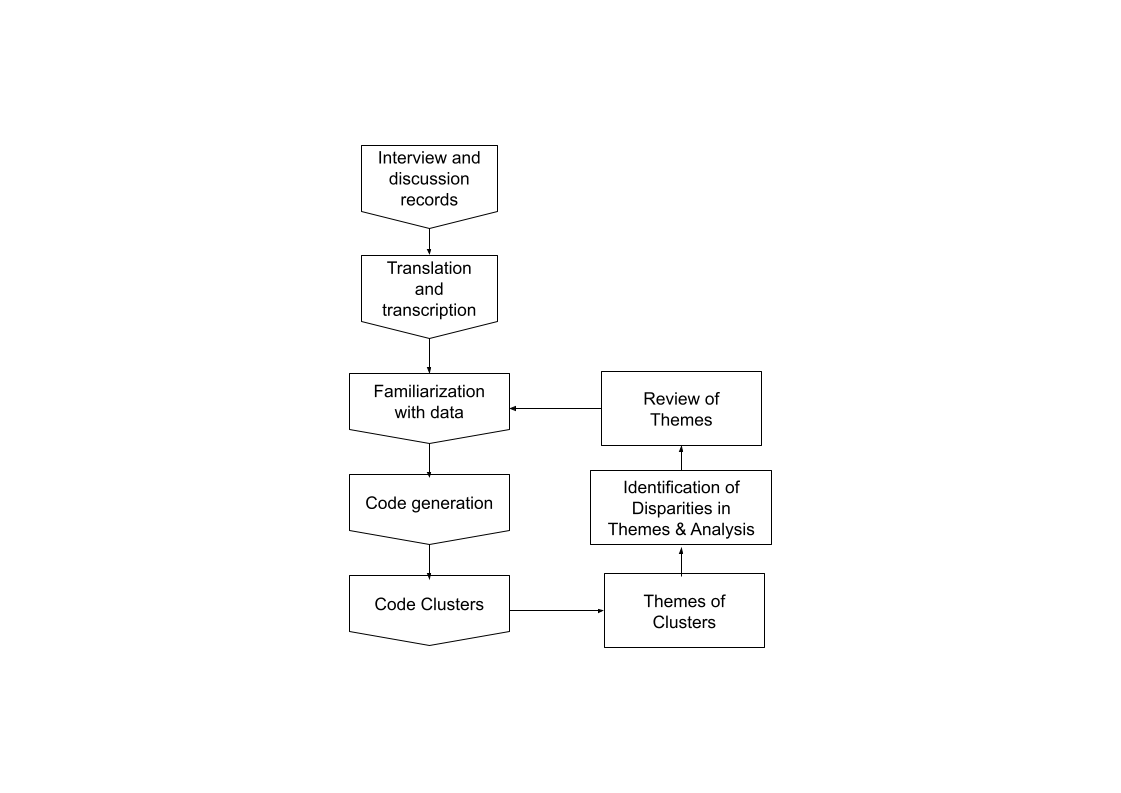 Interview and
discussion
records
Translation
and
transcription
Familiarization
with data
Code generation
Code Clusters
Review of
Themes
Identification of
Disparities in
Themes & Analysis
Themes of
Clusters